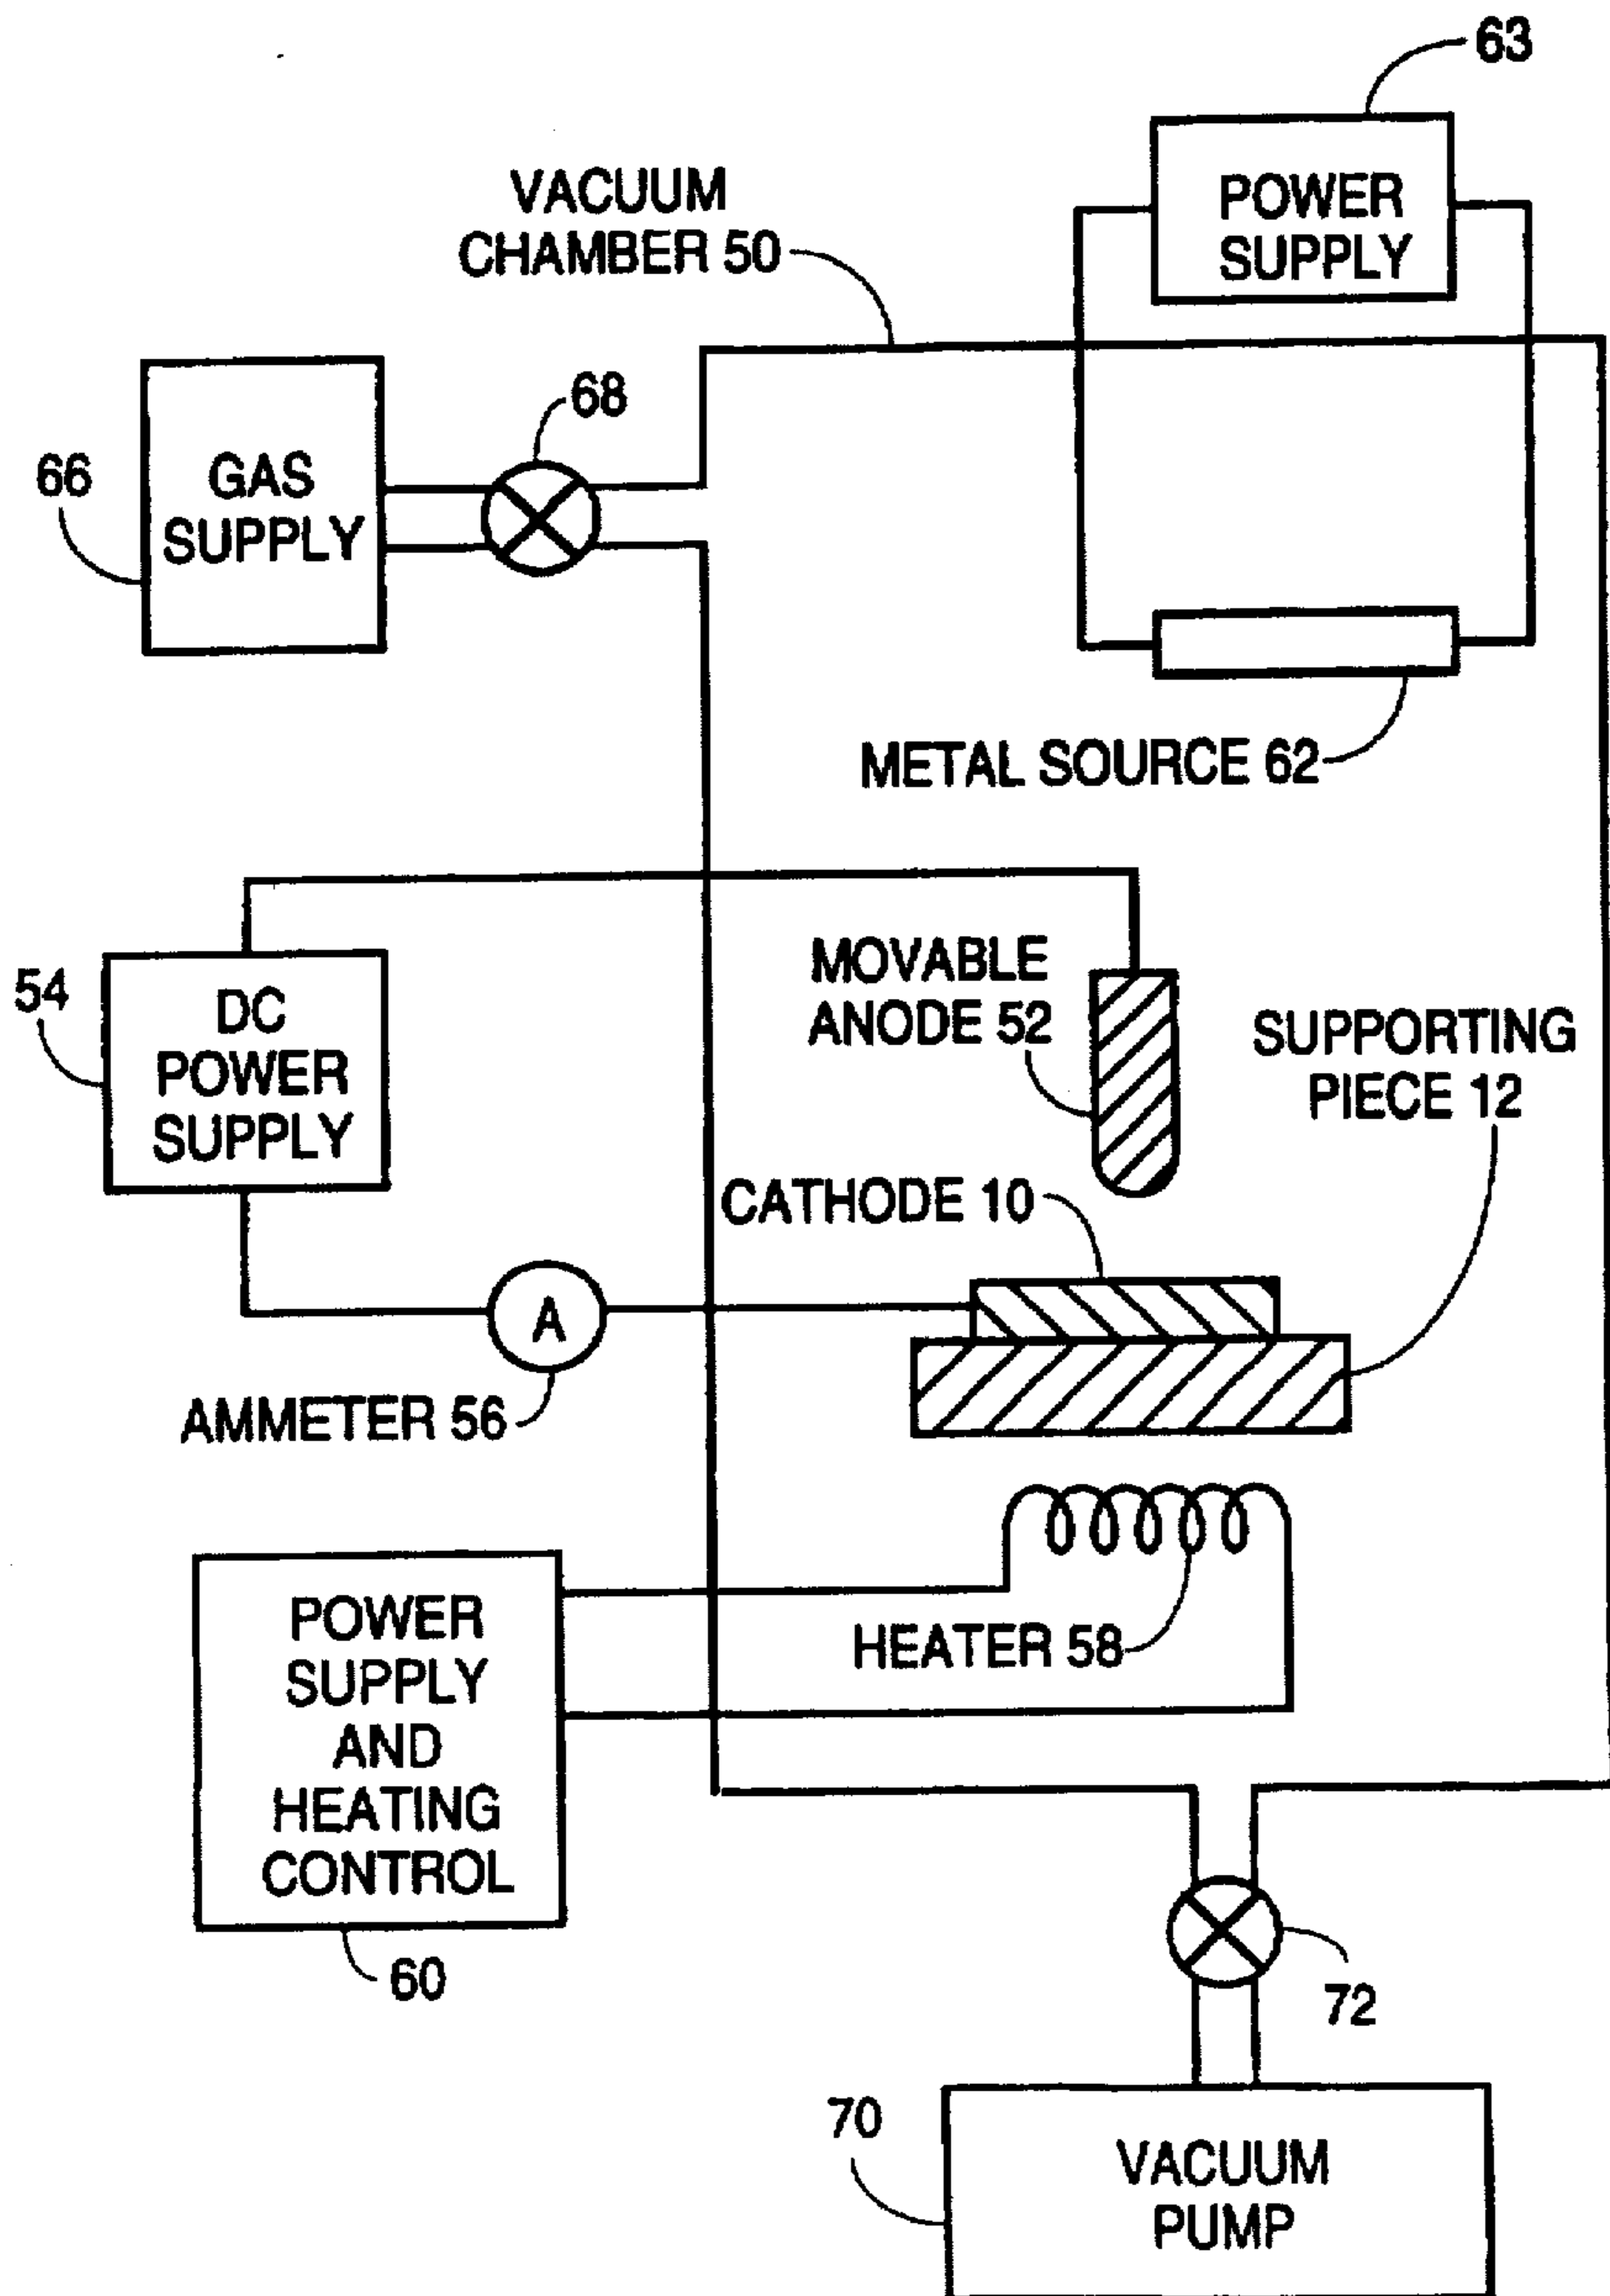 63
POWER
SUPPLY
VACUUM
CHAMBER 50
68
66
GAS
SUPPLY
METAL SOURCE 62
54
DC
POWER
SUPPLY
MOVABLE
ANODE 52
SUPPORTING
PIECE 12
CATHODE 10
A
AMMETER 56
POWER
SUPPLY
AND
HEATING
CONTROL
HEATER 58
60
72
70
VACUUM
PUMP